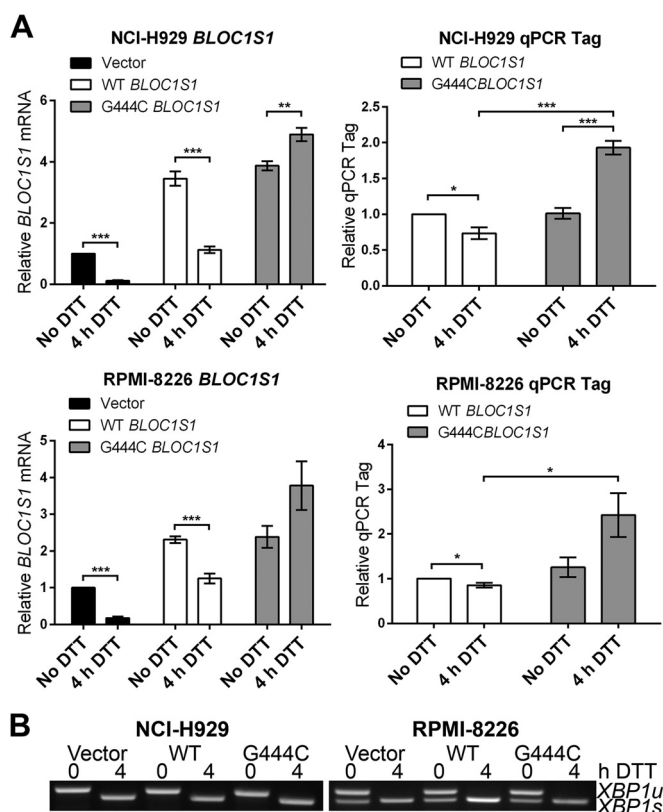 A
NCI-H929 BLOC1S1
Vector
WT BLOC1S1
G444C BLOC1S1
Relative BLOC1S1 mRNA
6
4
2
0
***
***
**
No DTT
4 h DTT
No DTT
4 h DTT
No DTT
4 h DTT
NCI-H929 qPCR Tag
WT BLOC1S1
G444CBLOC1S1
Relative qPCR Tag
2.5
2.0
1.5
1.0
0.5
0.0
***
***
*
No DTT
4 h DTT
No DTT
4 h DTT
RPMI-8226 BLOC1S1
Vector
WT BLOC1S1
G444C BLOC1S1
Relative BLOC1S1 mRNA
5
4
3
2
1
0
***
***
No DTT
4 h DTT
No DTT
4 h DTT
No DTT
4 h DTT
RPMI-8226 qPCR Tag
WT BLOC1S1
G444CBLOC1S1
Relative qPCR Tag
4
3
2
1
0
*
*
No DTT
4 h DTT
No DTT
4 h DTT
B
NCI-H929 RPMI-8226
Vector WT G444C Vector WT G444C
0 4 0 4 0 4 0 4 0 4 0 4 h DTT
XBP1u
XBP1s